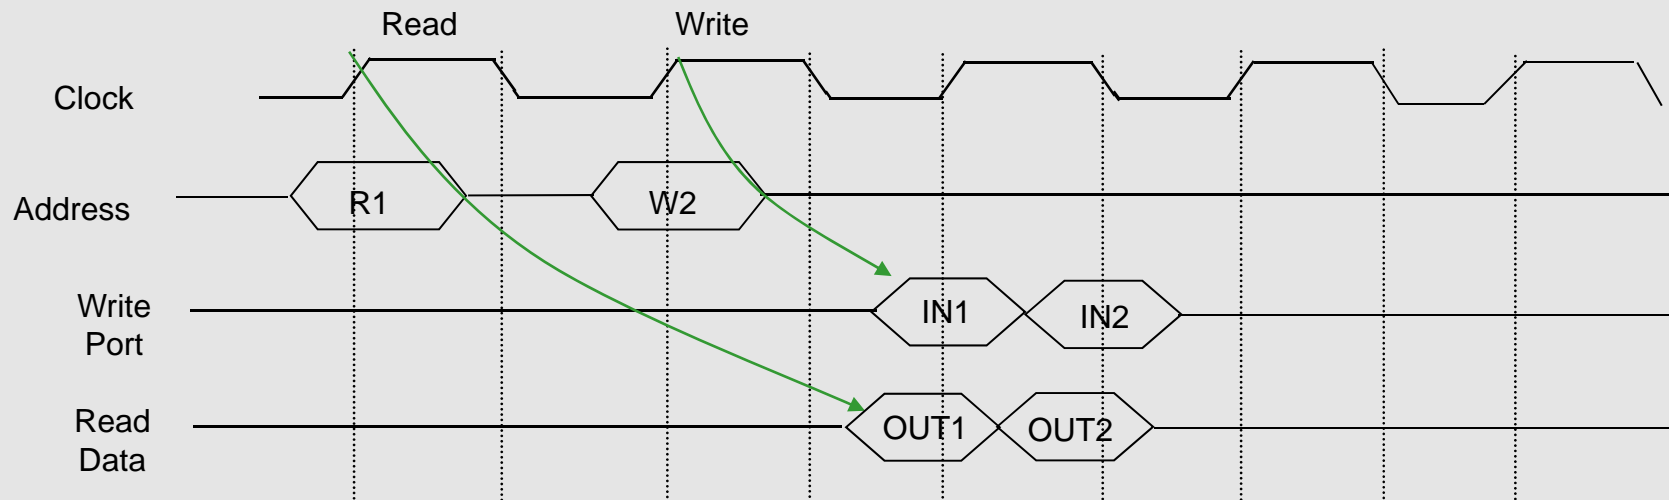 Read Write
Clock
Address R1 W2
Write
Port
IN1 IN2
Read
Data
OUT1 OUT2